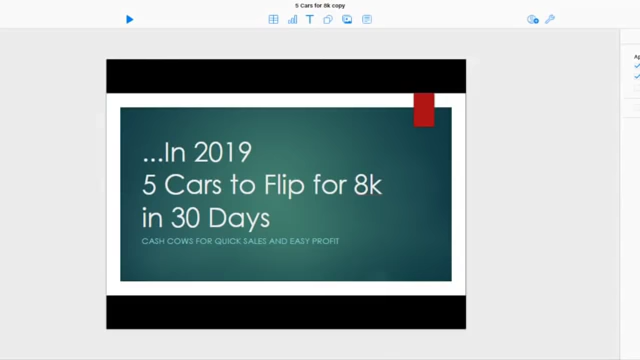 5 Cars for 8k copy
...In 2019
5 Cars to Flip for 8k
in 30 Days
CASH COWS FOR QUICK SALES AND EASY PROFIT
Ap